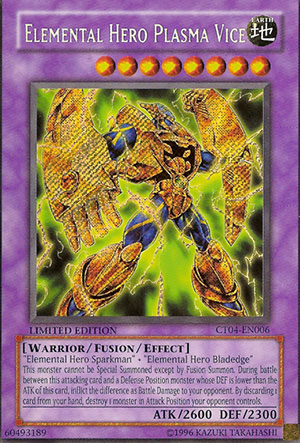 ELEMENTAL HERO PLASMA VICE
EARTH
地
LIMITED EDITION CT04-EN006
[WARRIOR/FUSION/EFFECT]
"Elemental Hero Sparkman" + "Elemental Hero Bladedge"
This monster cannot be Special Summoned except by Fusion Summon. During battle
between this attacking card and a Defense Position monster whose DEF is lower than the
ATK of this card, inflict the difference as Battle Damage to your opponent. By discarding 1
card from your hand, destroy 1 monster in Attack Position your opponent controls.
ATK/2600 DEF/2300
60493189 ©1996 KAZUKI TAKAHASHI